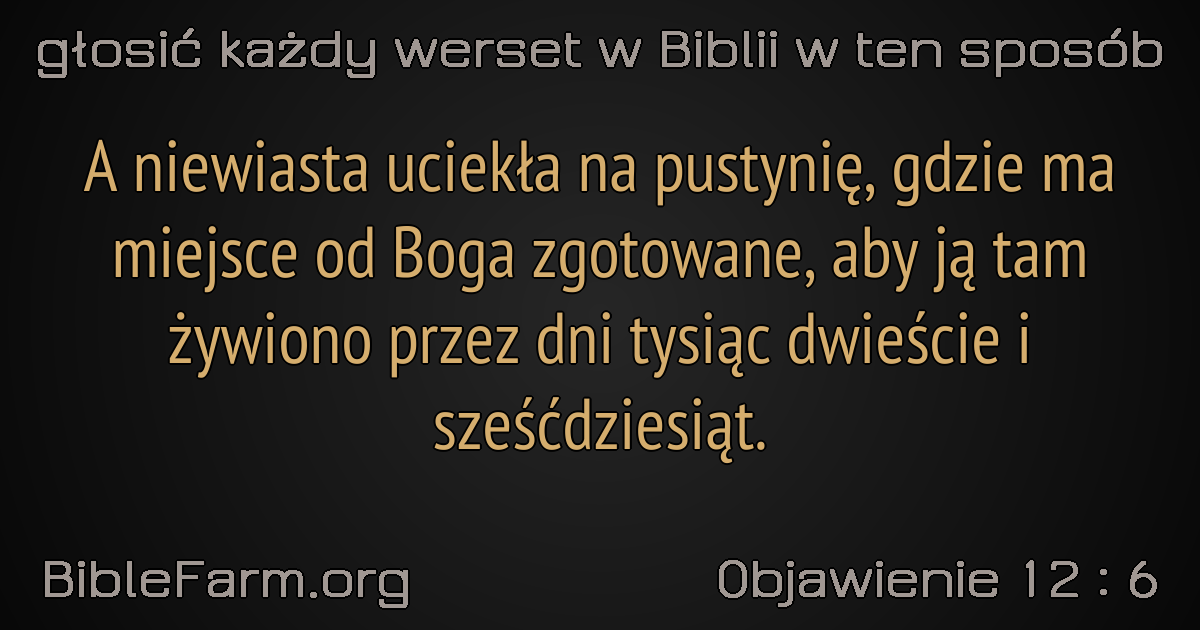 głosić każdy werset w Biblii w ten sposób
A niewiasta uciekła na pustynię, gdzie ma
miejsce od Boga zgotowane, aby ją tam
żywiono przez dni tysiąc dwieście i
sześćdziesiąt.
BibleFarm.org
Objawienie 12 : 6